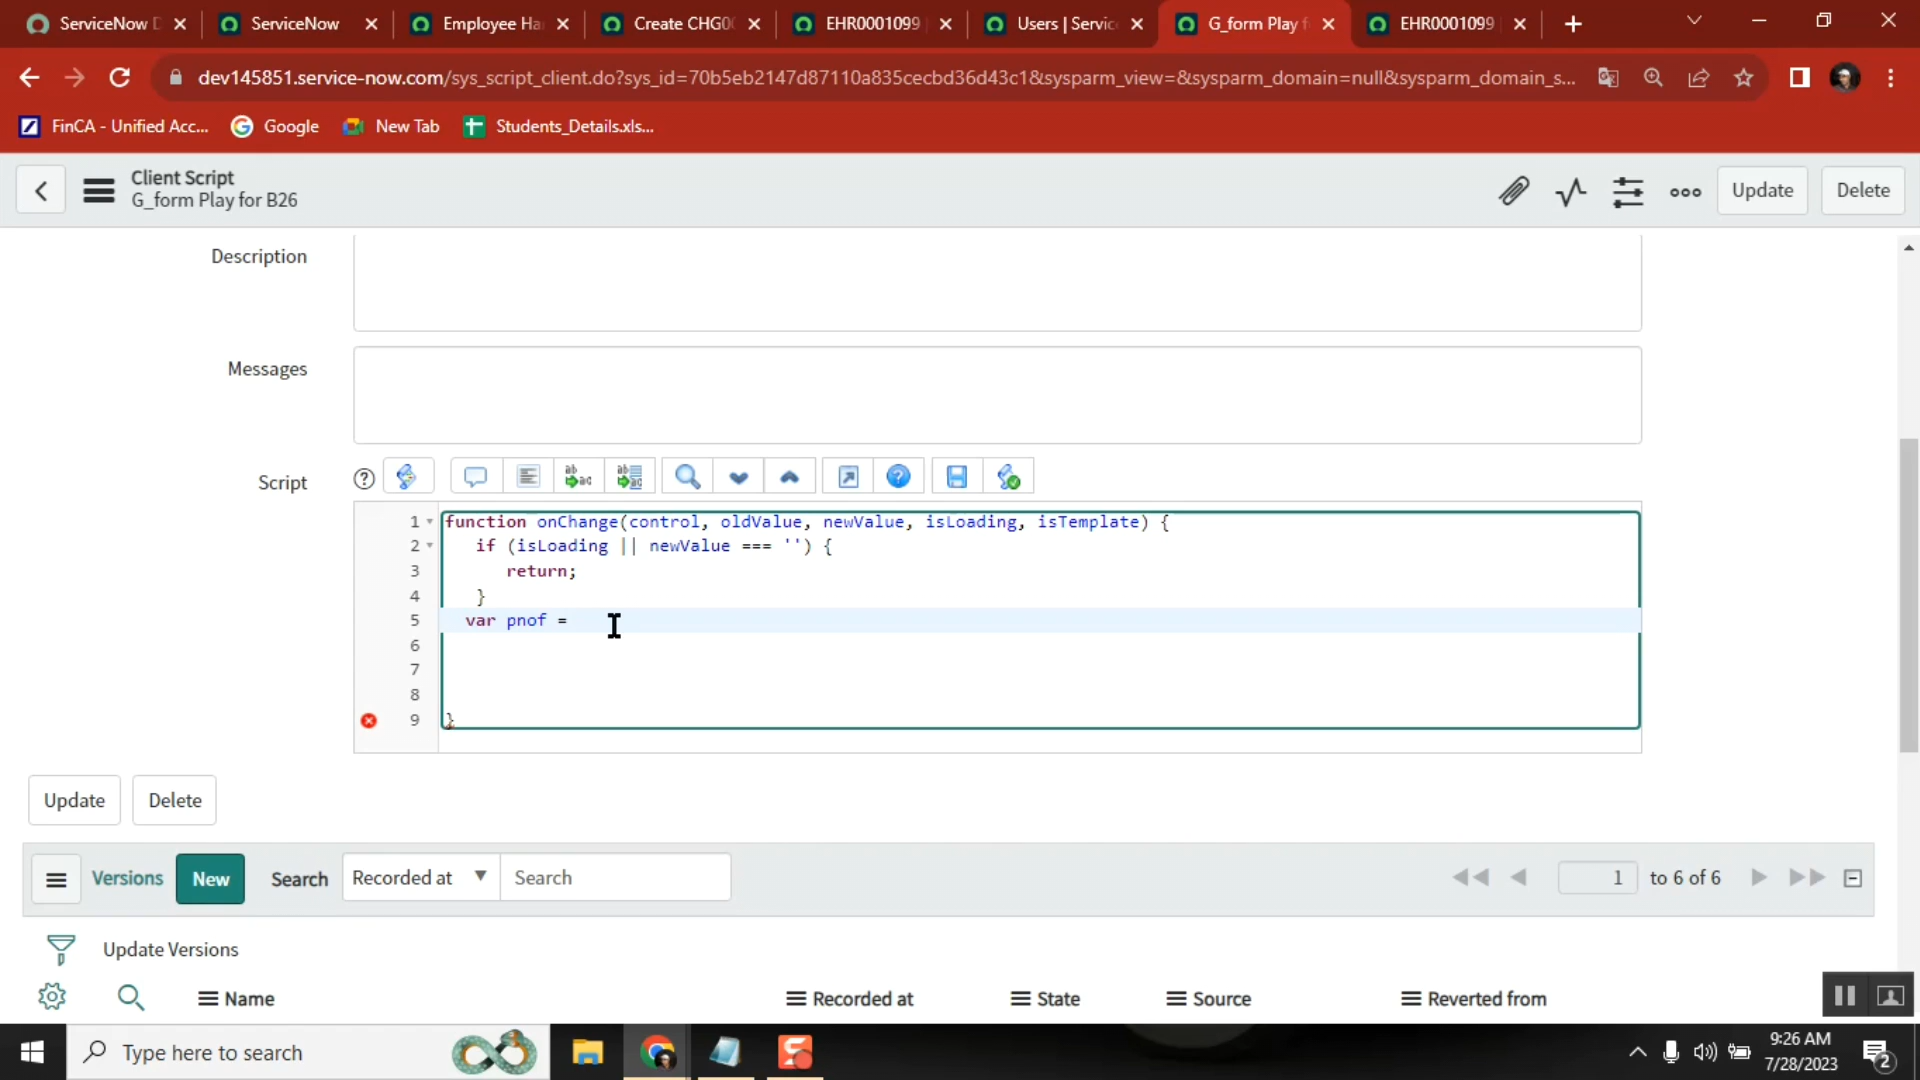 ServiceNow D
ServiceNow
Employee Ha
Create CHG0
EHR0001099
Users | Servic
G_form Play f
EHR0001099
dev145851.service-now.com/sys_script_client.do?sys_id=70b5eb2147d87110a835cecbd36d43c1&sysparm_view=&sysparm_domain=null&sysparm_domain_s...
FinCA - Unified Acc...
Google
New Tab
Students_Details.xls...
Client Script
G_form Play for B26
Update
Delete
Description
Messages
Script
1 function onChange(control, oldValue, newValue, isLoading, isTemplate) {
2 if (isLoading || newValue === '') {
3 return;
4 }
5 var pnof =
6
7
8
9 }
Update
Delete
Versions
New
Search
Recorded at
Search
1
to 6 of 6
Update Versions
Name
Recorded at
State
Source
Reverted from
Type here to search
9:26 AM
7/28/2023
2